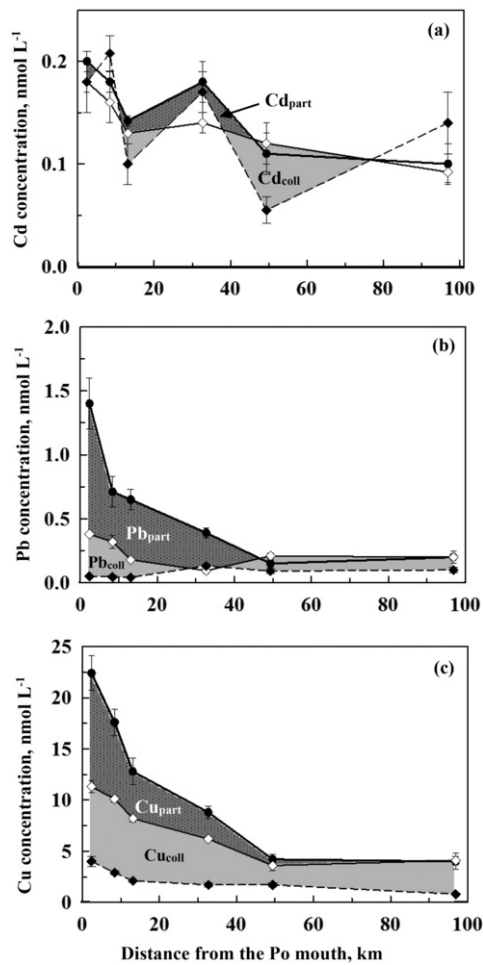 (a)
Cd concentration, nmol L-1
0.2
0.1
0.0
Cdpart
Cdcoll
0 20 40 60 80 100
(b)
Pb concentration, nmol L-1
2.0
1.5
1.0
0.5
0.0
Pbpart
Pbcoll
0 20 40 60 80 100
(c)
Cu concentration, nmol L-1
25
20
15
10
5
0
Cupart
Cucoll
0 20 40 60 80 100
Distance from the Po mouth, km